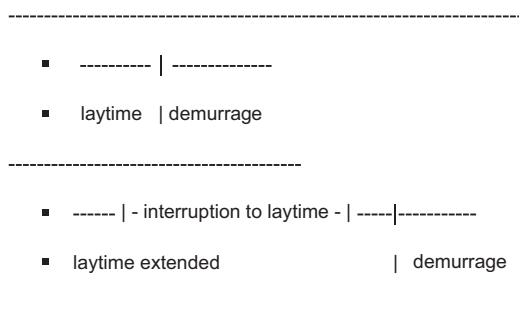 --------------------------------------------------------------------------
▪ ---------- | --------------
▪ laytime | demurrage
-----------------------------------------
▪ ------ | - interruption to laytime - | -----|-----------
▪ laytime extended | demurrage